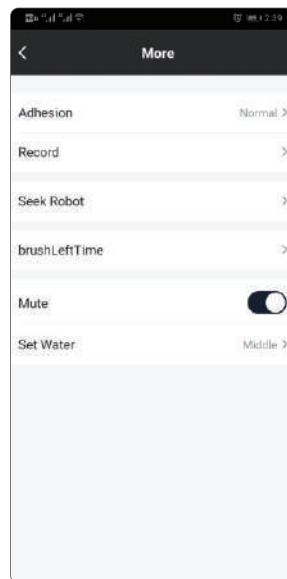 More
Adhesion Normal
Record
Seek Robot
brushLeftTime
Mute
Set Water Middle